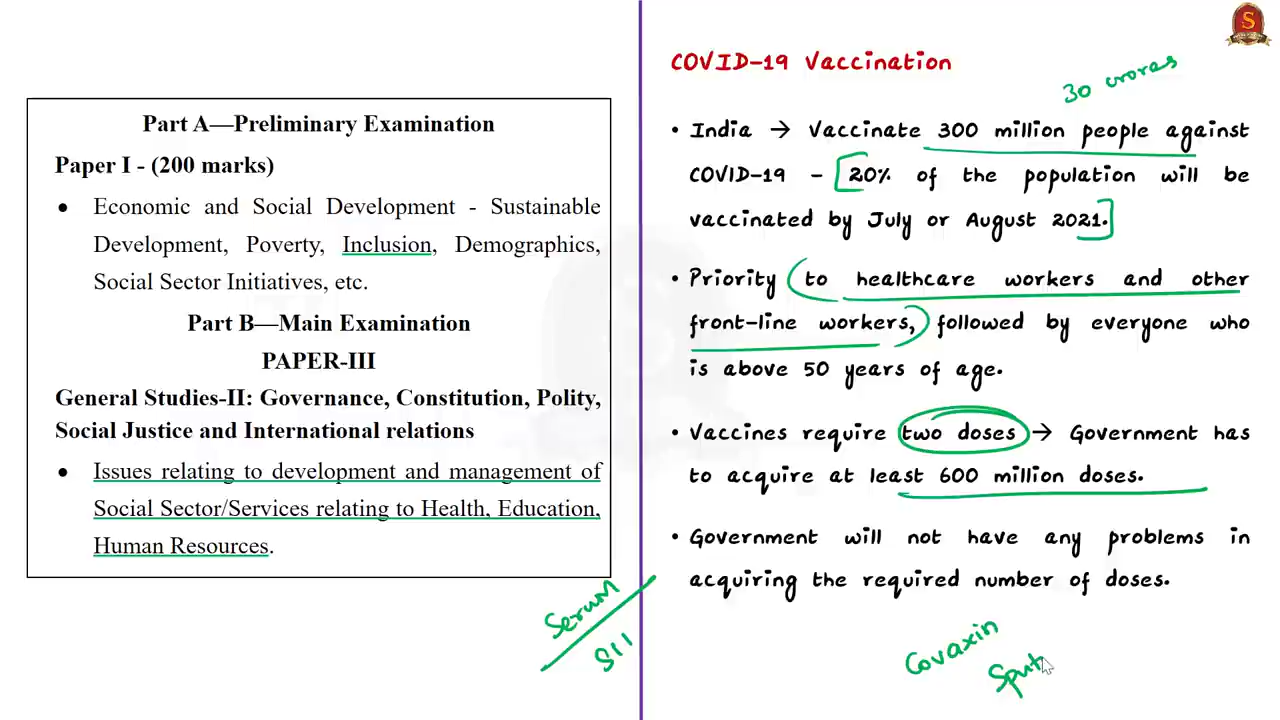 Part A—Preliminary Examination
Paper I - (200 marks)
• Economic and Social Development - Sustainable
Development, Poverty, Inclusion, Demographics,
Social Sector Initiatives, etc.
Part B—Main Examination
PAPER-III
General Studies-II: Governance, Constitution, Polity,
Social Justice and International relations
• Issues relating to development and management of
Social Sector/Services relating to Health, Education,
Human Resources.
Serum
SII
COVID-19 Vaccination
30 crores
• India → Vaccinate 300 million people against
COVID-19 - [20% of the population will be
vaccinated by July or August 2021.]
• Priority (to healthcare workers and other
front-line workers,) followed by everyone who
is above 50 years of age.
• Vaccines require two doses → Government has
to acquire at least 600 million doses.
• Government will not have any problems in
acquiring the required number of doses.
Covaxin
Sput
S